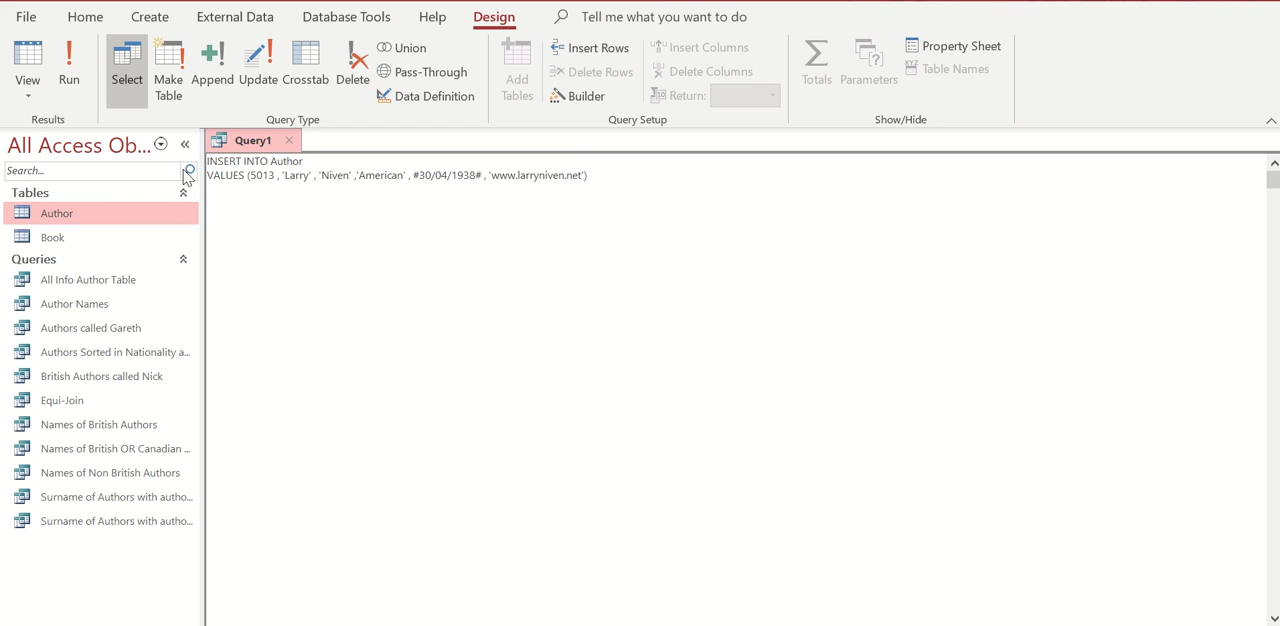 File Home Create External Data Database Tools Help Design Tell me what you want to do
View
Run
Select
Make Table
Append
Update
Crosstab
Delete
Union
Pass-Through
Data Definition
Add Tables
Insert Rows
Delete Rows
Builder
Insert Columns
Delete Columns
Return:
Totals
Parameters
Property Sheet
XYZ Table Names
Results
Query Type
Query Setup
Show/Hide
All Access Ob...
Search...
Tables
Author
Book
Queries
All Info Author Table
Author Names
Authors called Gareth
Authors Sorted in Nationality a...
British Authors called Nick
Equi-Join
Names of British Authors
Names of British OR Canadian ...
Names of Non British Authors
Surname of Authors with autho...
Surname of Authors with autho...
Query1
INSERT INTO Author
VALUES (5013 , 'Larry' , 'Niven' ,'American' , #30/04/1938# , 'www.larryniven.net')